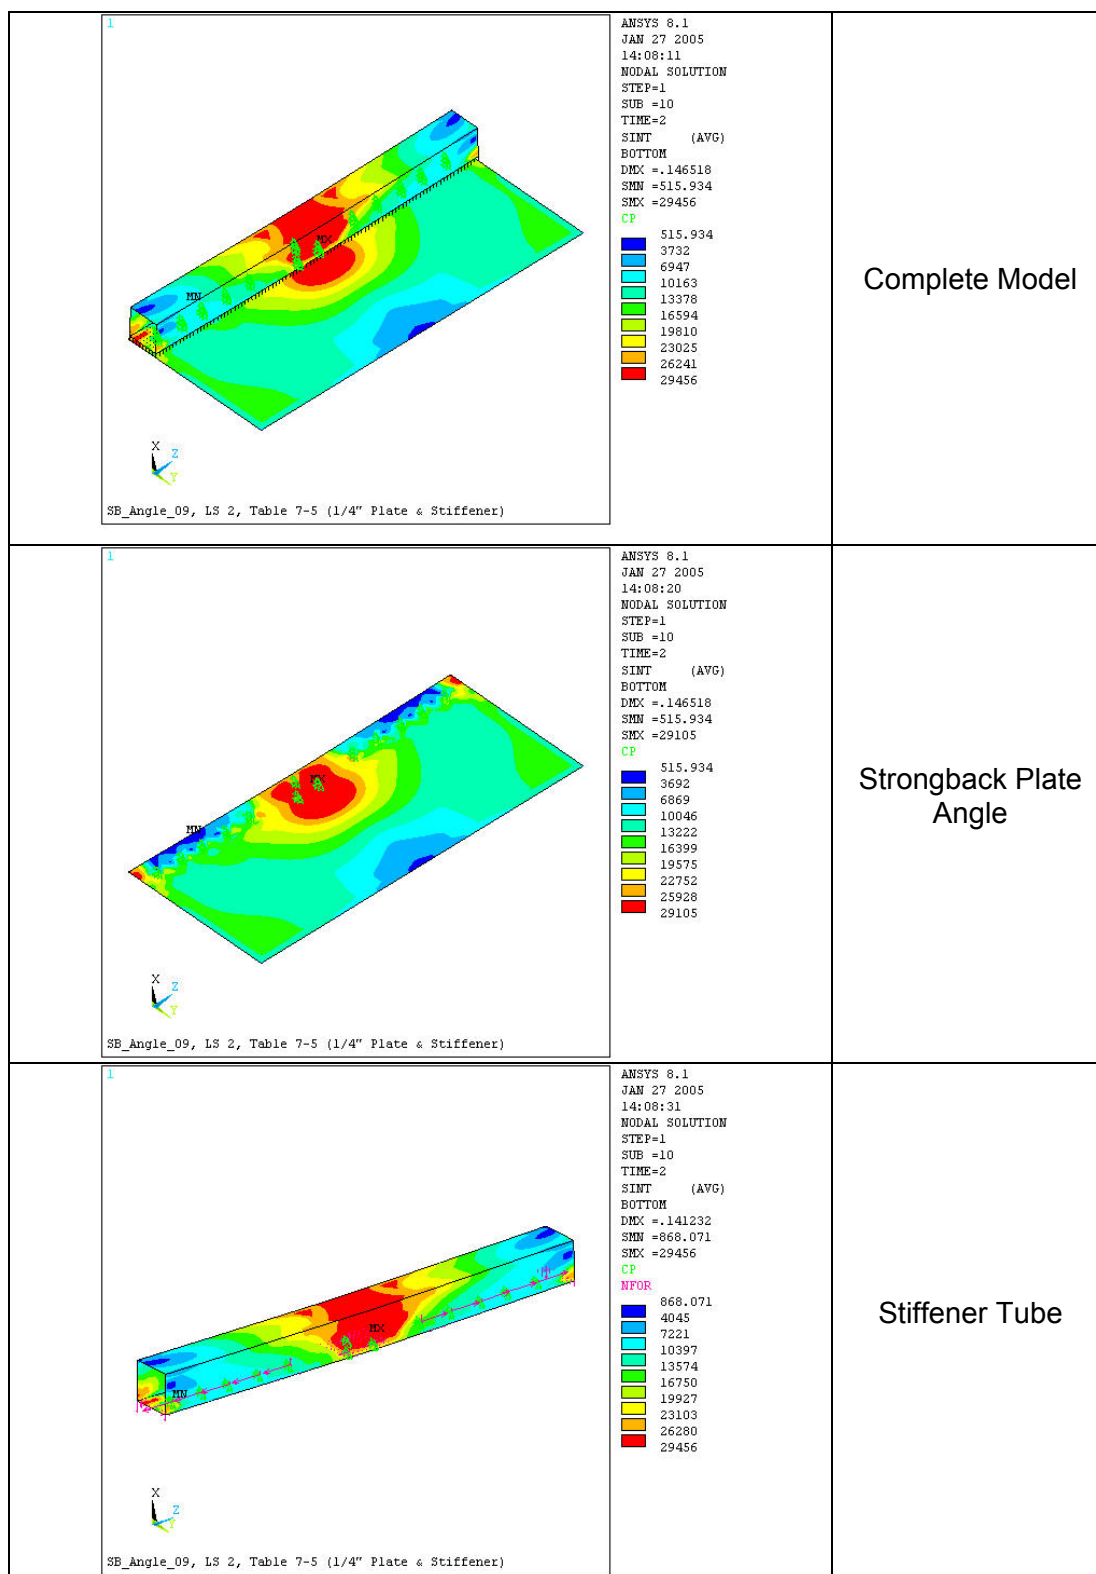 1
ANSYS 8.1
JAN 27 2005
14:08:11
NODAL SOLUTION
STEP=1
SUB =10
TIME=2
SINT (AVG)
BOTTOM
DMX =.146518
SMN =515.934
SMX =29456
CP
515.934
3732
6947
10163
13378
16594
19810
23025
26241
29456
MX
MN
X
Z
Y
SB_Angle_09, LS 2, Table 7-5 (1/4" Plate & Stiffener)
Complete Model
1
ANSYS 8.1
JAN 27 2005
14:08:20
NODAL SOLUTION
STEP=1
SUB =10
TIME=2
SINT (AVG)
BOTTOM
DMX =.146518
SMN =515.934
SMX =29105
CP
515.934
3692
6869
10046
13222
16399
19575
22752
25928
29105
MX
MN
X
Z
Y
SB_Angle_09, LS 2, Table 7-5 (1/4" Plate & Stiffener)
Strongback Plate
Angle
1
ANSYS 8.1
JAN 27 2005
14:08:31
NODAL SOLUTION
STEP=1
SUB =10
TIME=2
SINT (AVG)
BOTTOM
DMX =.141232
SMN =868.071
SMX =29456
CP
NFOR
868.071
4045
7221
10397
13574
16750
19927
23103
26280
29456
MX
MN
X
Z
Y
SB_Angle_09, LS 2, Table 7-5 (1/4" Plate & Stiffener)
Stiffener Tube